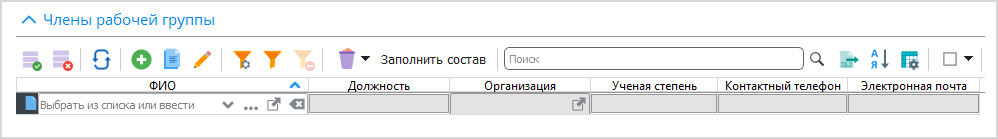 Члены рабочей группы
Заполнить состав Поиск
ФИО Должность Организация Ученая степень Контактный телефон Электронная почта
Выбрать из списка или ввести